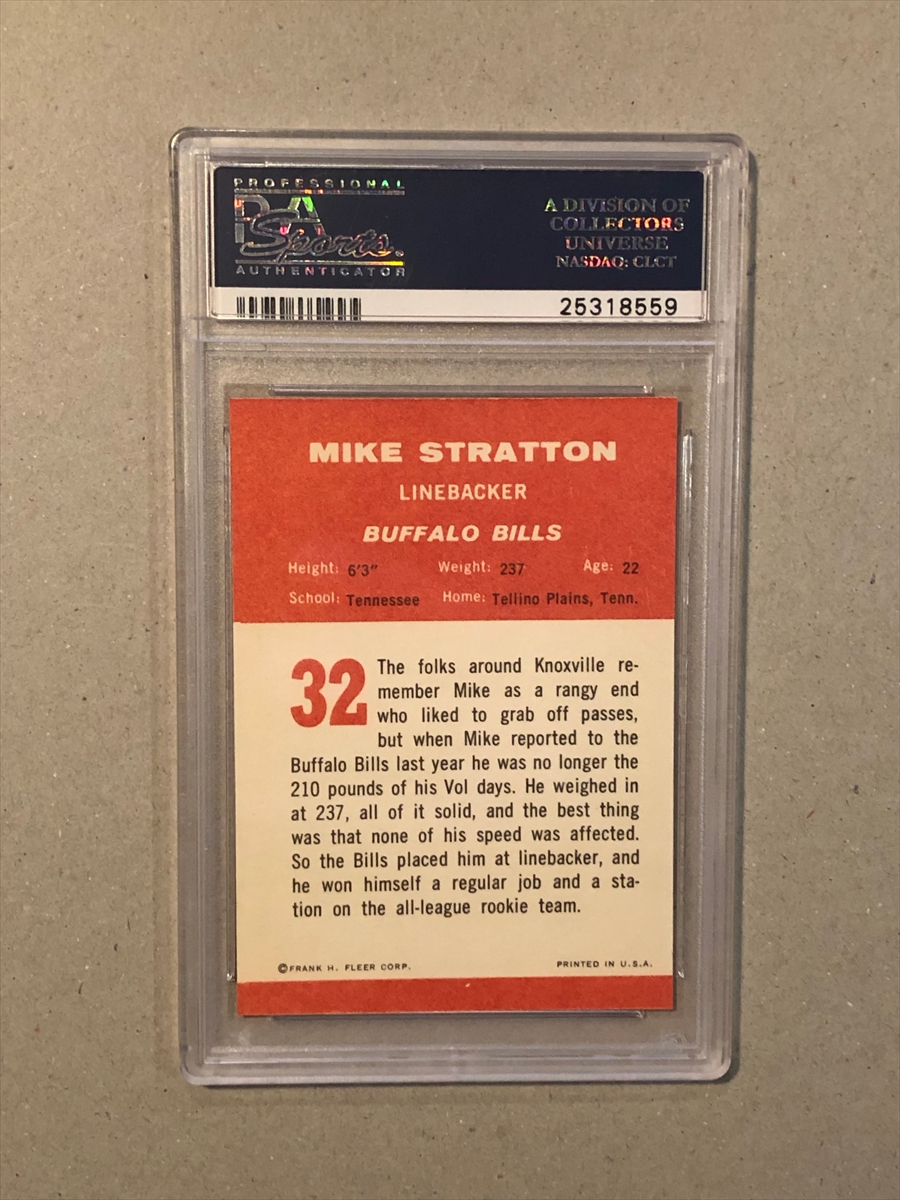 PROFESSIONAL
PSA
Sports
AUTHENTICATOR
A DIVISION OF
COLLECTORS
UNIVERSE
NASDAQ: CLCT
25318559
MIKE STRATTON
LINEBACKER
BUFFALO BILLS
Height: 6'3" Weight: 237 Age: 22
School: Tennessee Home: Tellino Plains, Tenn.
32
The folks around Knoxville re-
member Mike as a rangy end
who liked to grab off passes,
but when Mike reported to the
Buffalo Bills last year he was no longer the
210 pounds of his Vol days. He weighed in
at 237, all of it solid, and the best thing
was that none of his speed was affected.
So the Bills placed him at linebacker, and
he won himself a regular job and a sta-
tion on the all-league rookie team.
©FRANK H. FLEER CORP. PRINTED IN U.S.A.